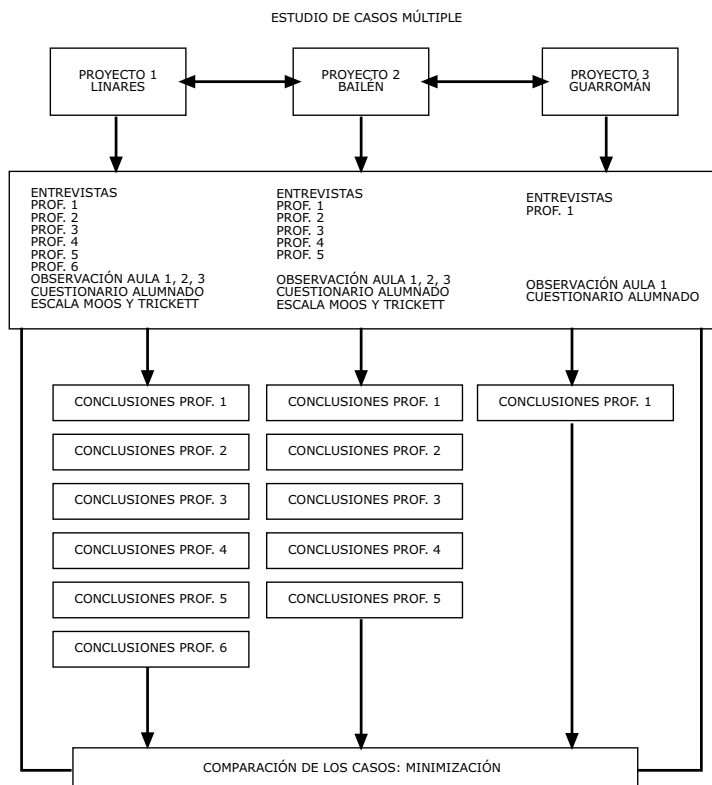 ESTUDIO DE CASOS MÚLTIPLE
PROYECTO 1
LINARES
PROYECTO 2
BAILÉN
PROYECTO 3
GUARROMÁN
ENTREVISTAS
PROF. 1
PROF. 2
PROF. 3
PROF. 4
PROF. 5
PROF. 6
OBSERVACIÓN AULA 1, 2, 3
CUESTIONARIO ALUMNADO
ESCALA MOOS Y TRICKETT
ENTREVISTAS
PROF. 1
PROF. 2
PROF. 3
PROF. 4
PROF. 5
OBSERVACIÓN AULA 1, 2, 3
CUESTIONARIO ALUMNADO
ESCALA MOOS Y TRICKETT
ENTREVISTAS
PROF. 1
OBSERVACIÓN AULA 1
CUESTIONARIO ALUMNADO
CONCLUSIONES PROF. 1
CONCLUSIONES PROF. 2
CONCLUSIONES PROF. 3
CONCLUSIONES PROF. 4
CONCLUSIONES PROF. 5
CONCLUSIONES PROF. 6
CONCLUSIONES PROF. 1
CONCLUSIONES PROF. 2
CONCLUSIONES PROF. 3
CONCLUSIONES PROF. 4
CONCLUSIONES PROF. 5
CONCLUSIONES PROF. 1
COMPARACIÓN DE LOS CASOS: MINIMIZACIÓN